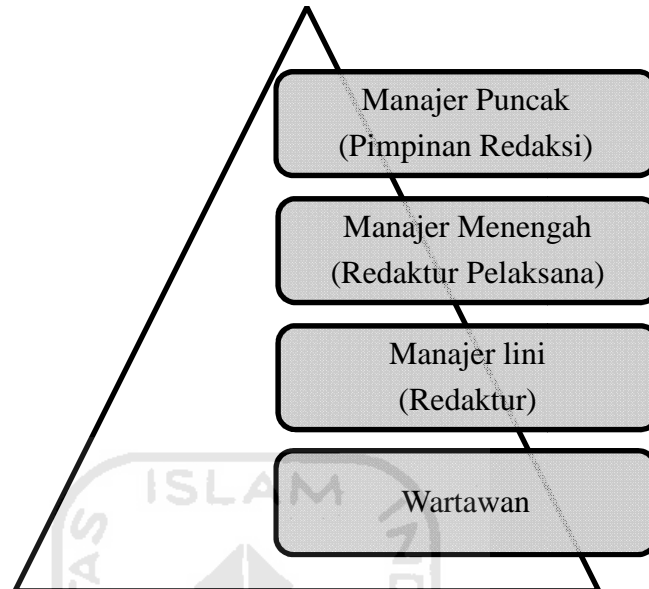 Manajer Puncak
(Pimpinan Redaksi)
Manajer Menengah
(Redaktur Pelaksana)
Manajer lini
(Redaktur)
Wartawan
ISLAM